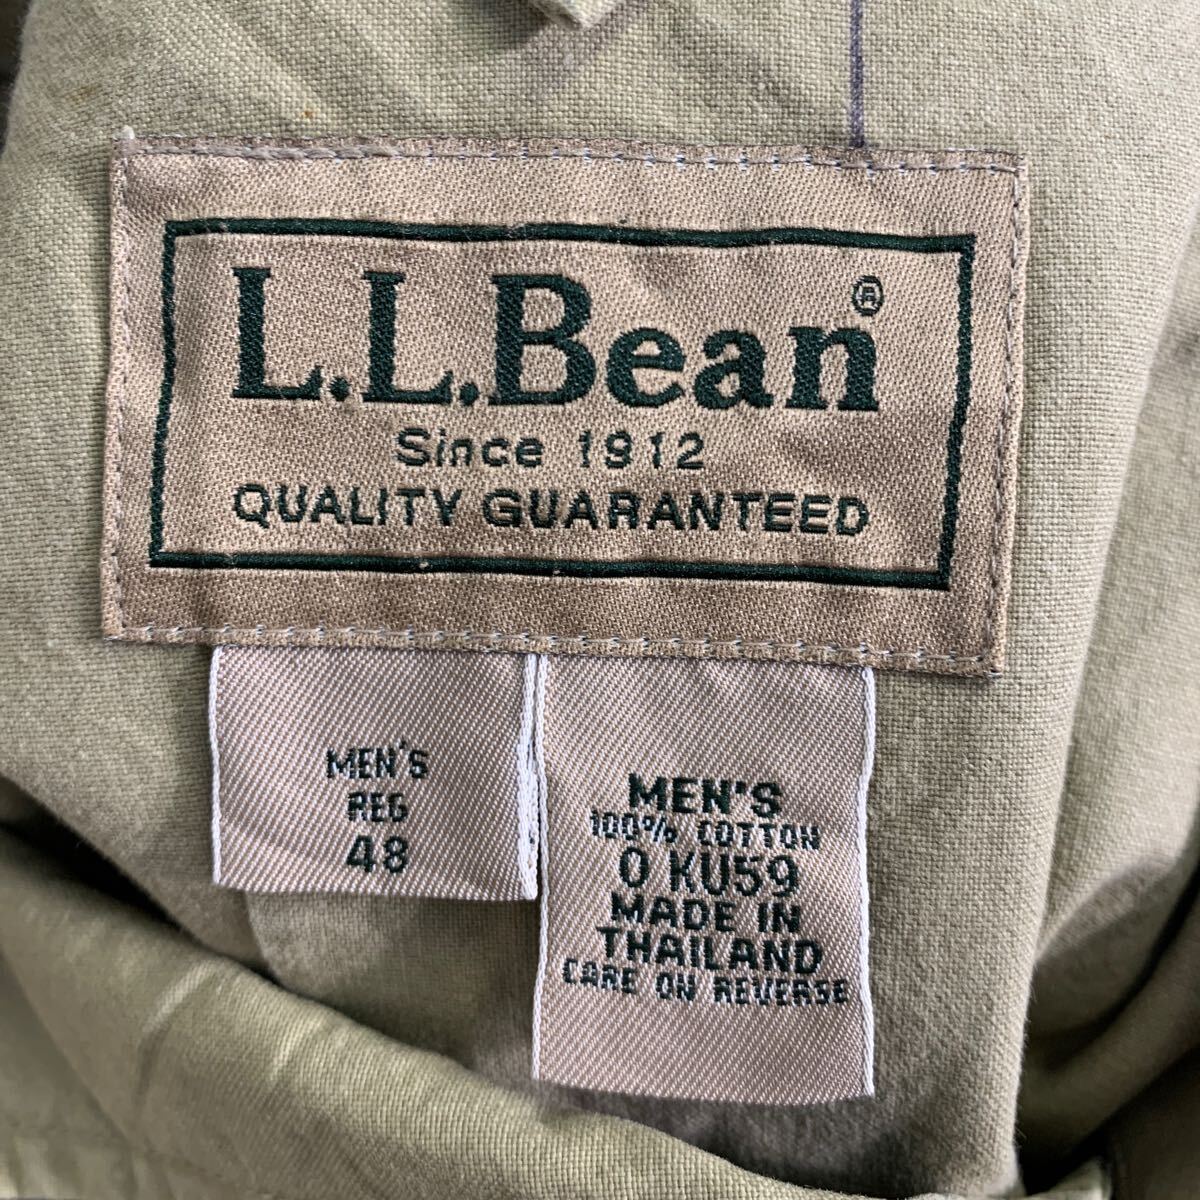 L.L.Bean®
Since 1912
QUALITY GUARANTEED
MEN'S
REG
48
MEN'S
100% COTTON
0 KU59
MADE IN
THAILAND
CARE ON REVERSE